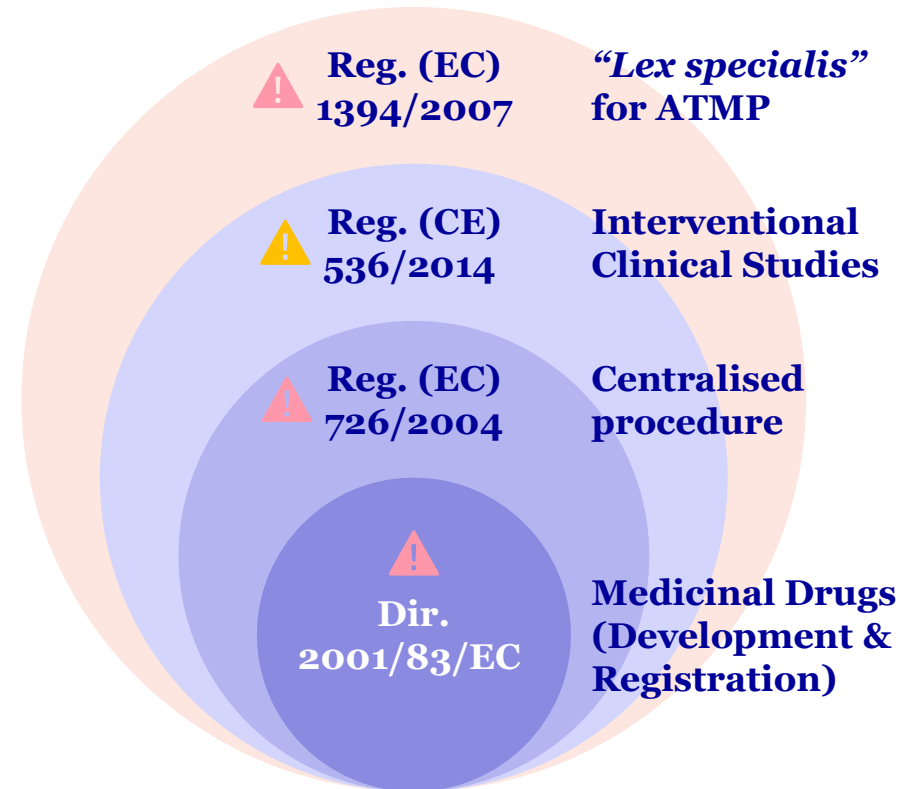 Reg. (EC)
1394/2007
“Lex specialis”
for ATMP
Reg. (CE)
536/2014
Interventional
Clinical Studies
Reg. (EC)
726/2004
Centralised
procedure
Dir.
2001/83/EC
Medicinal Drugs
(Development &
Registration)